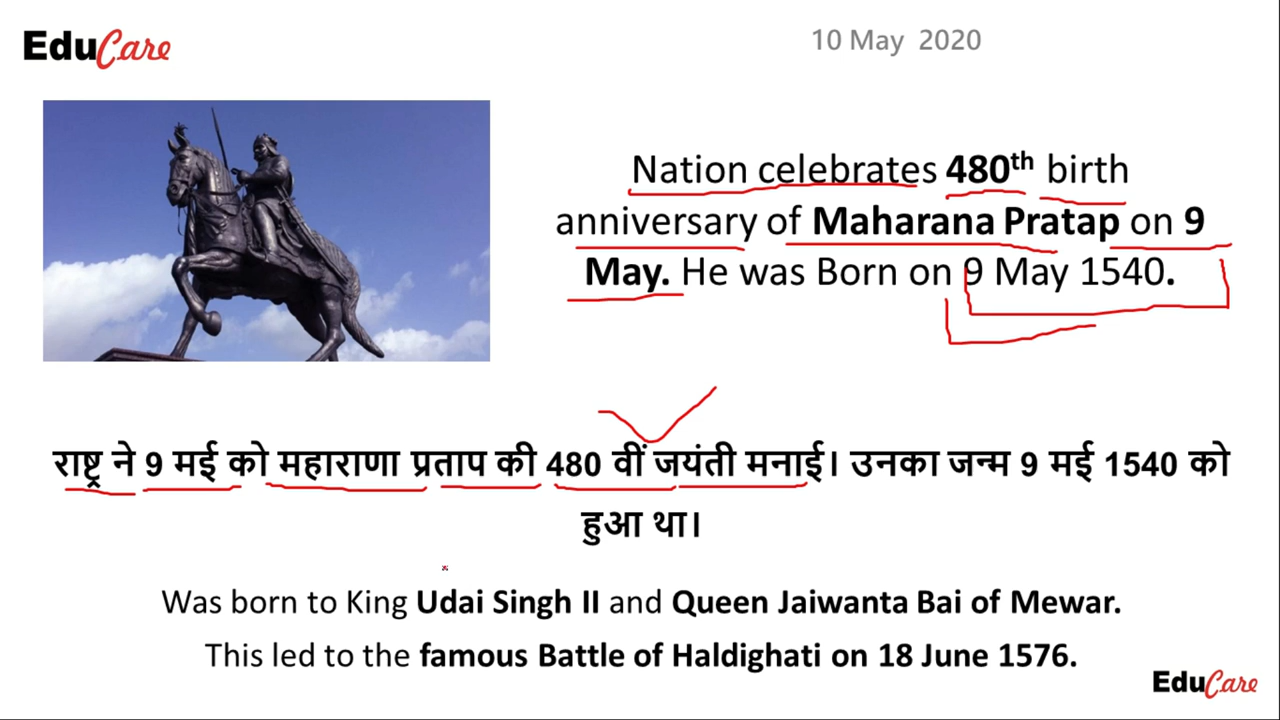 EduCare
10 May 2020
Nation celebrates 480th birth
anniversary of Maharana Pratap on 9
May. He was Born on 9 May 1540.
राष्ट्र ने 9 मई को महाराणा प्रताप की 480 वीं जयंती मनाई। उनका जन्म 9 मई 1540 को
हुआ था।
Was born to King Udai Singh II and Queen Jaiwanta Bai of Mewar.
This led to the famous Battle of Haldighati on 18 June 1576.
EduCare